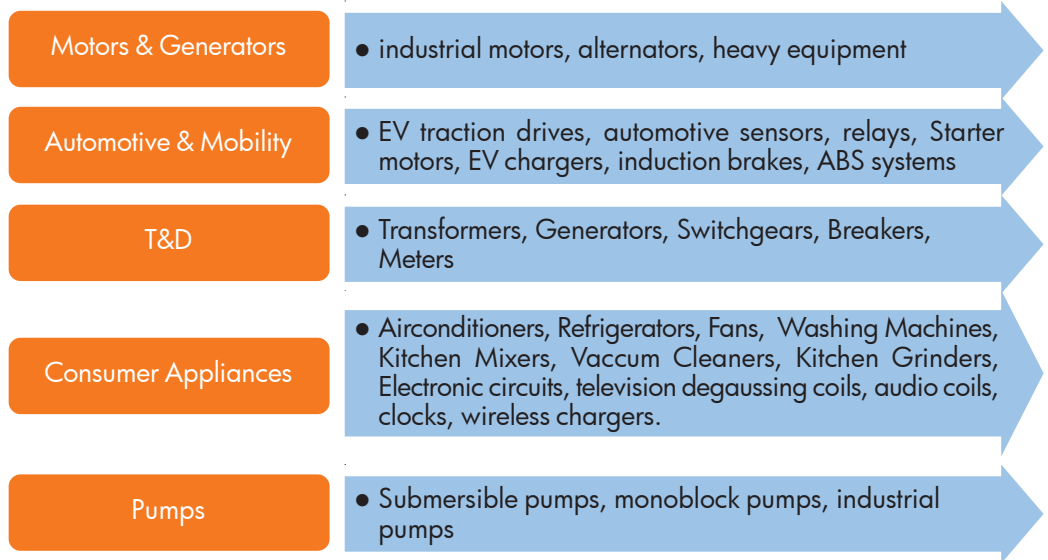 Motors & Generators
● industrial motors, alternators, heavy equipment
Automotive & Mobility
● EV traction drives, automotive sensors, relays, Starter
motors, EV chargers, induction brakes, ABS systems
T&D
● Transformers, Generators, Switchgears, Breakers,
Meters
Consumer Appliances
● Airconditioners, Refrigerators, Fans, Washing Machines,
Kitchen Mixers, Vaccum Cleaners, Kitchen Grinders,
Electronic circuits, television degaussing coils, audio coils,
clocks, wireless chargers.
Pumps
● Submersible pumps, monoblock pumps, industrial
pumps